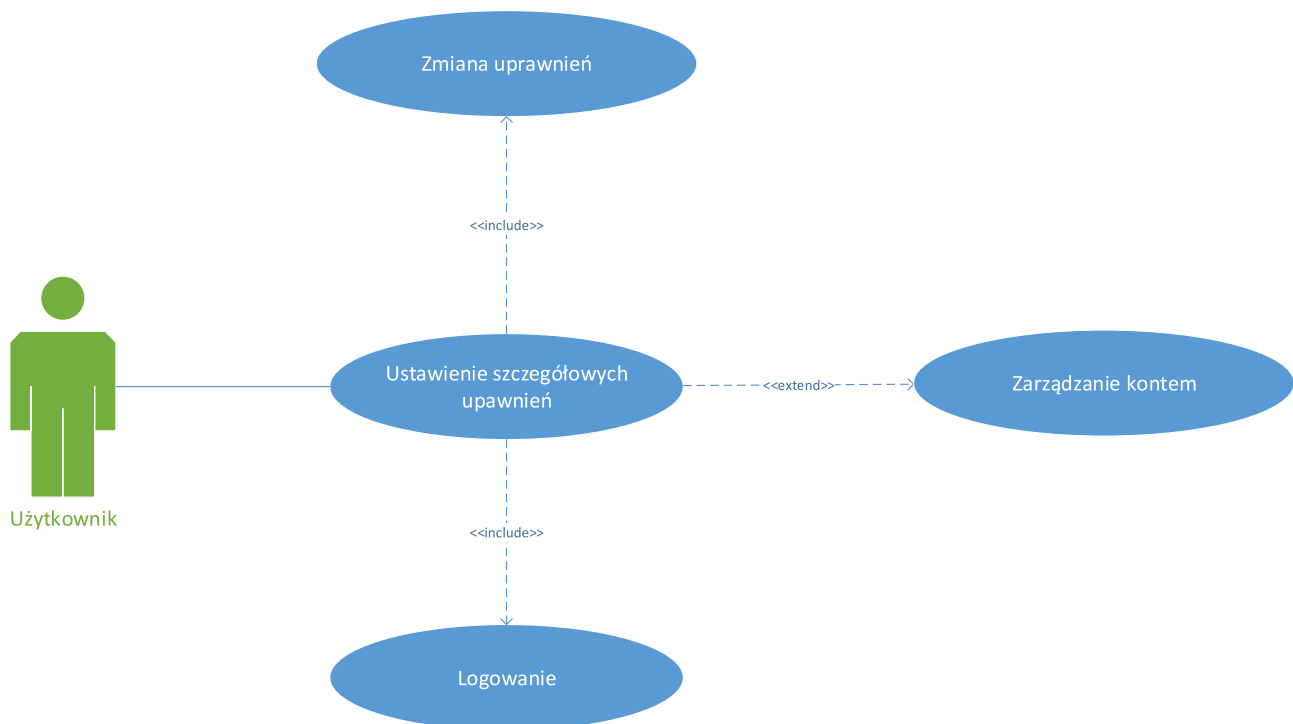 Zmiana uprawnień
<<include>>
Ustawienie szczegółowych
upawnień
<<extend>>
Zarządzanie kontem
Użytkownik
<<include>>
Logowanie